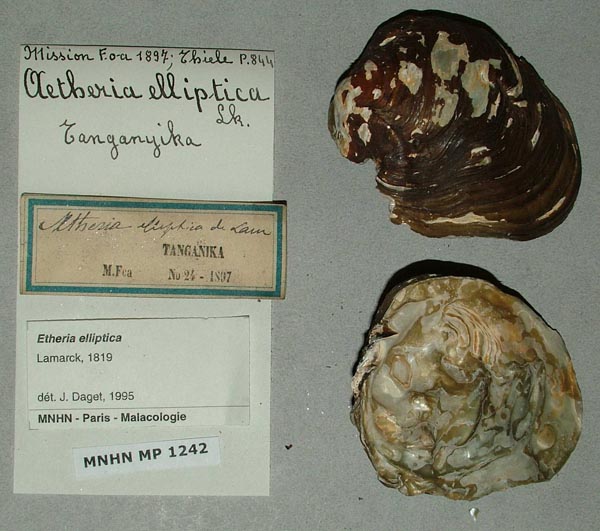 Mission Foa 1897; Thiele P.844
Aetheria elliptica
Lk.
Tanganyika
Aetheria elliptica de Lam
TANGANIKA
M.Foa No 24 - 1897
Etheria elliptica
Lamarck, 1819
dét. J. Daget, 1995
MNHN - Paris - Malacologie
MNHN MP 1242